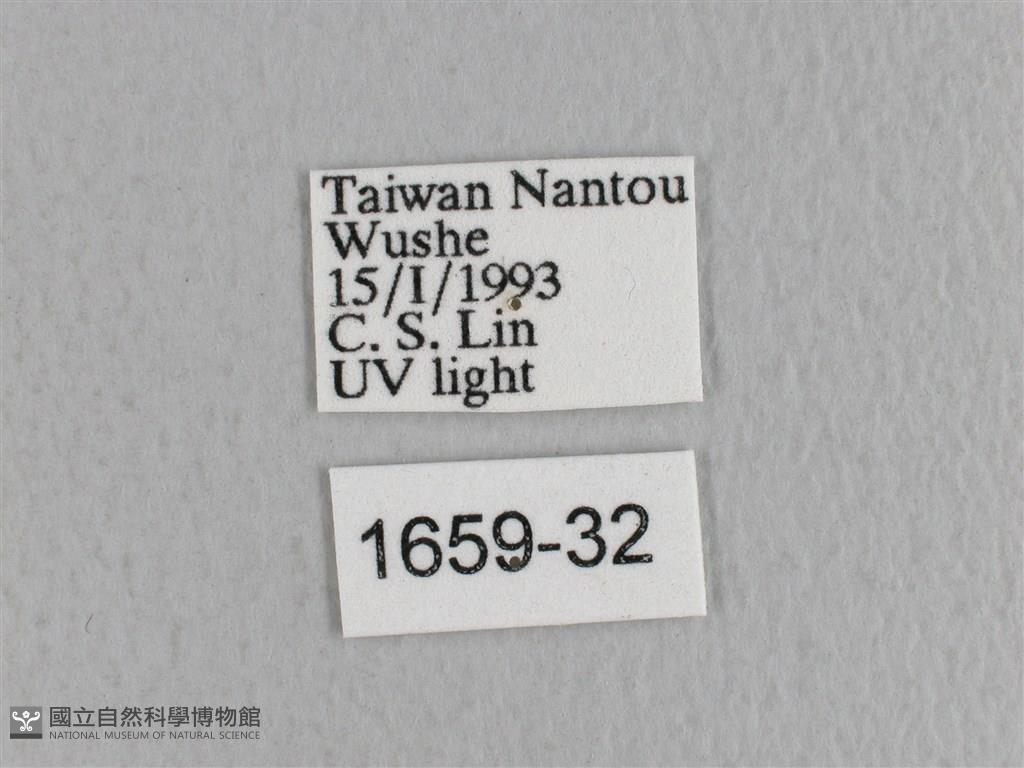 Taiwan Nantou
Wushe
15/I/1993
C. S. Lin
UV light
1659-32
國立自然科學博物館
NATIONAL MUSEUM OF NATURAL SCIENCE